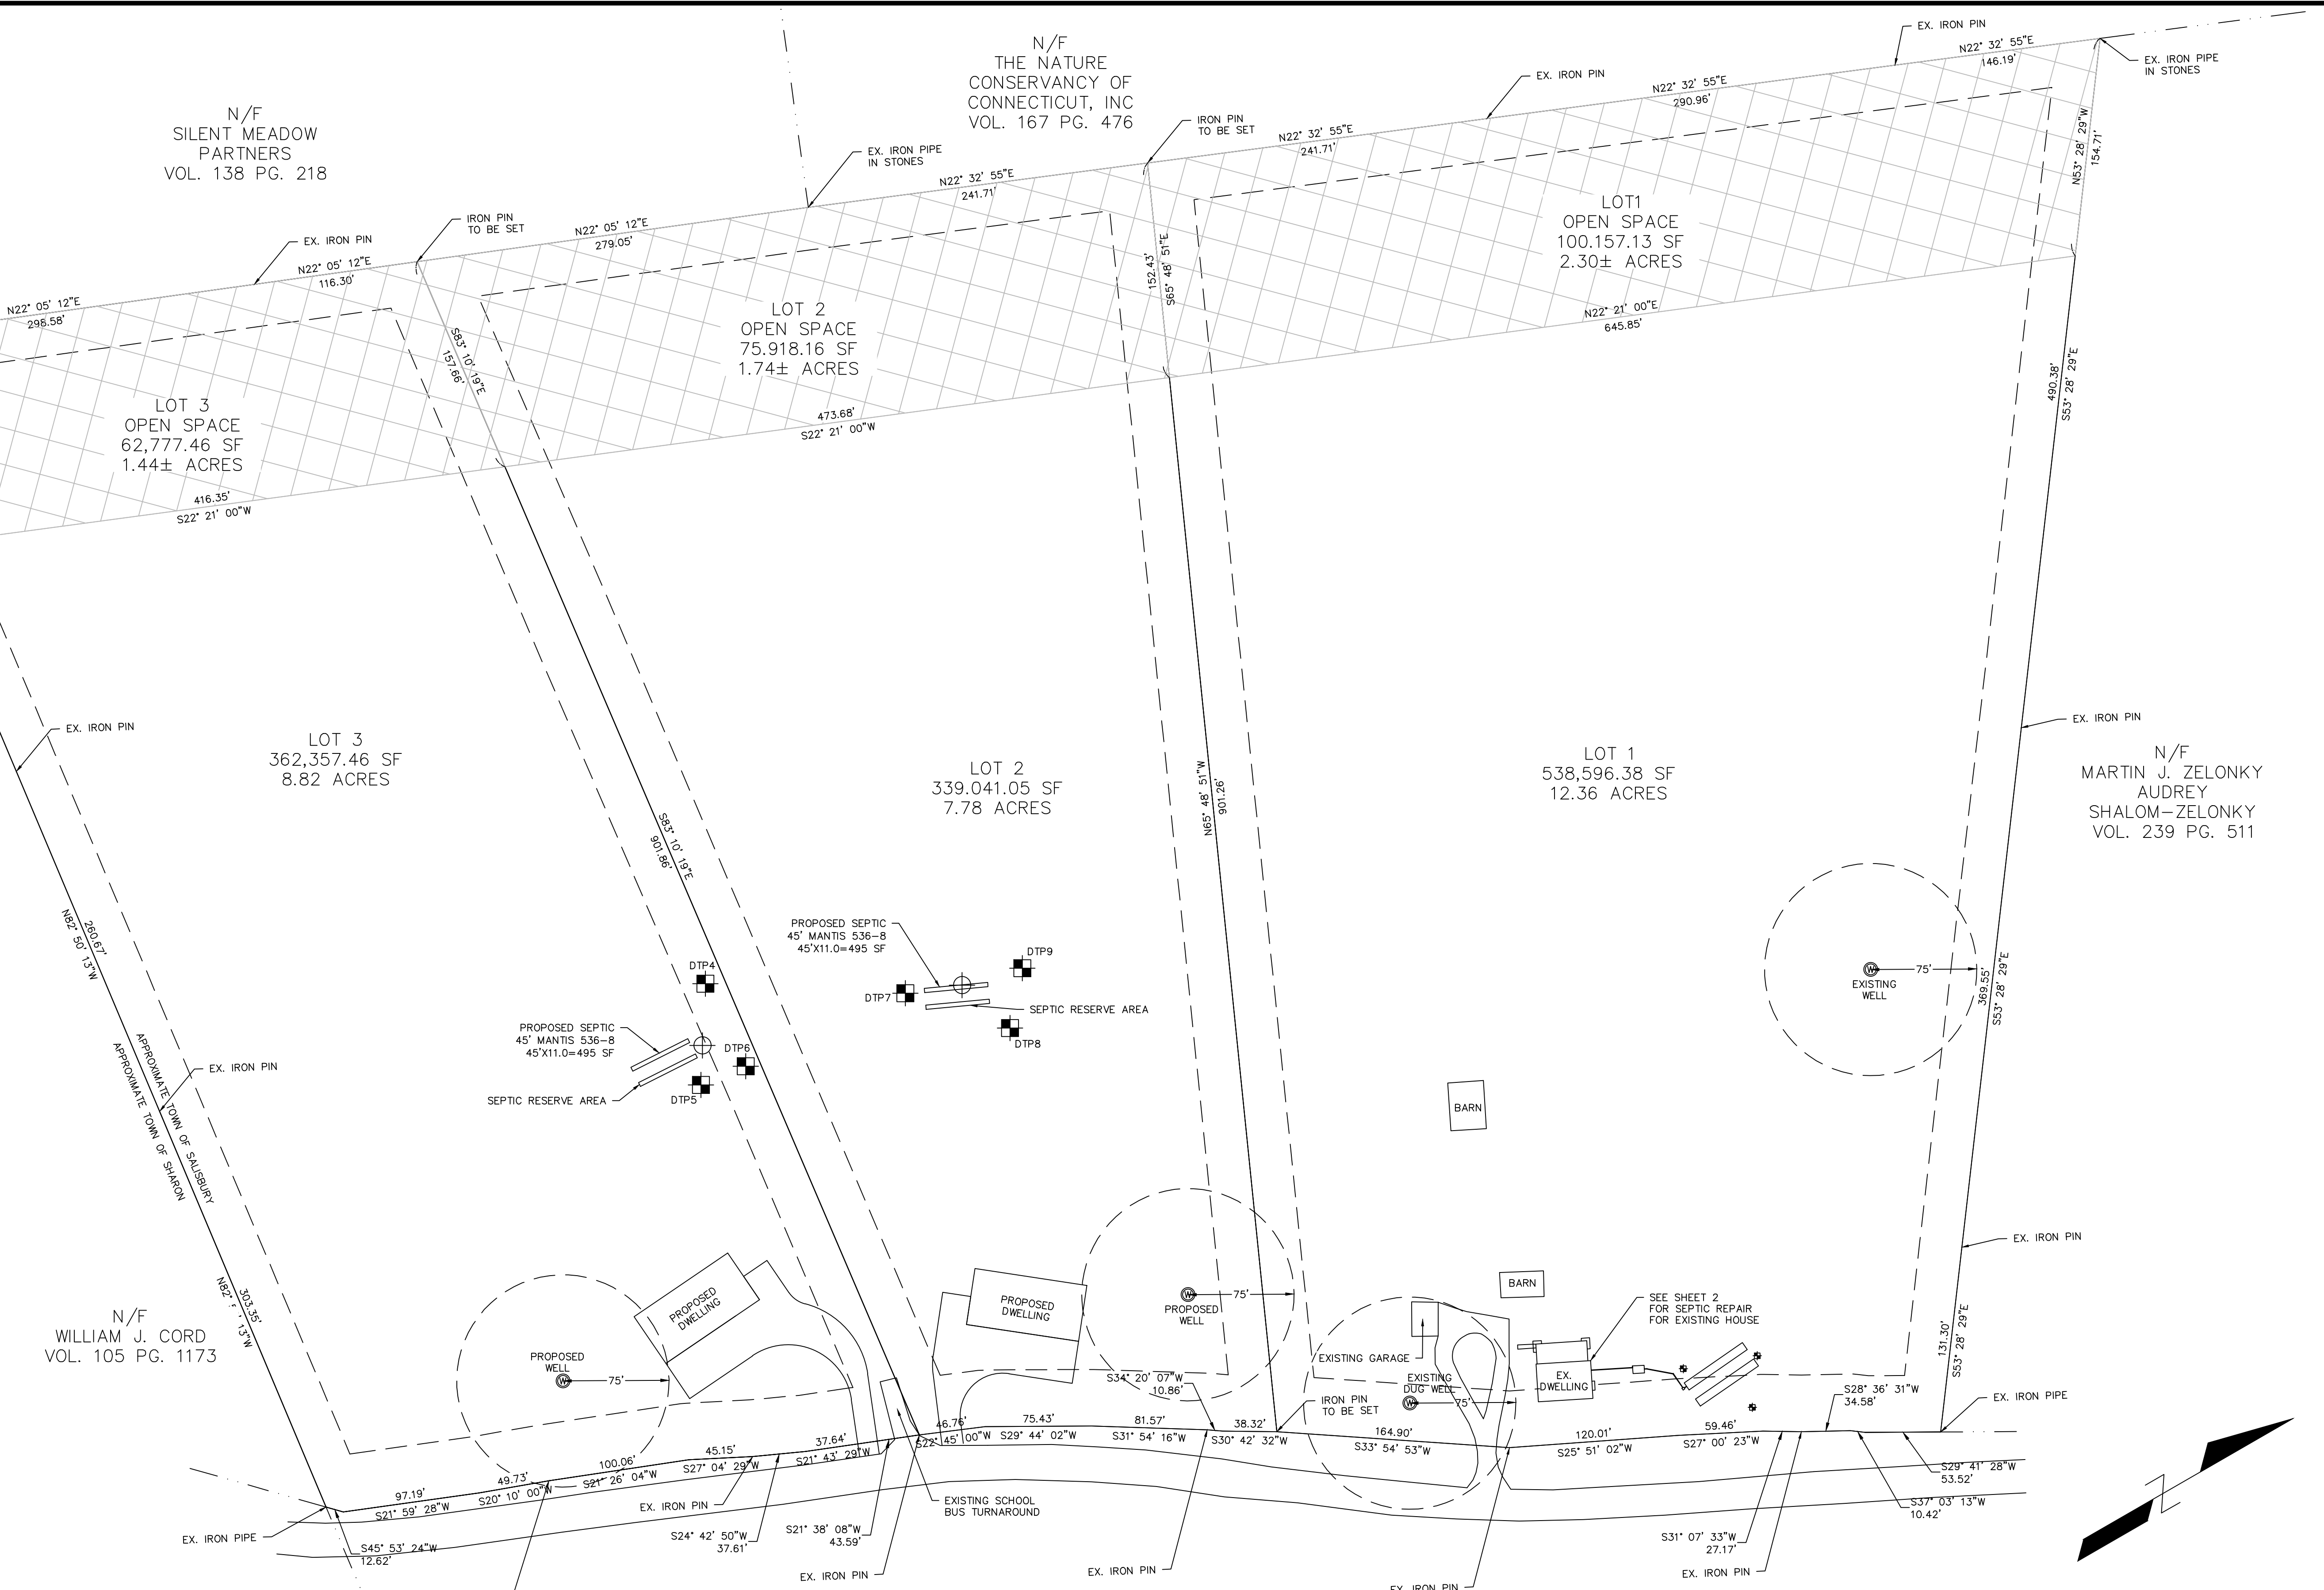 EX. IRON PIN
N22° 32' 55"E
146.19'
EX. IRON PIPE
IN STONES
N/F
THE NATURE
CONSERVANCY OF
CONNECTICUT, INC
VOL. 167 PG. 476
EX. IRON PIN
N22° 32' 55"E
290.96'
N/F
SILENT MEADOW
PARTNERS
VOL. 138 PG. 218
IRON PIN
TO BE SET
N22° 32' 55"E
241.71'
N53° 28' 29"W
154.71'
EX. IRON PIPE
IN STONES
N22° 32' 55"E
241.71'
IRON PIN
TO BE SET
N22° 05' 12"E
279.05'
EX. IRON PIN
N22° 05' 12"E
116.30'
N22° 05' 12"E
298.58'
152.43'
S65° 48' 51"E
LOT1
OPEN SPACE
100.157.13 SF
2.30± ACRES
N22° 21' 00"E
645.85'
S83° 10' 19"E
157.66'
LOT 2
OPEN SPACE
75.918.16 SF
1.74± ACRES
473.68'
S22° 21' 00"W
LOT 3
OPEN SPACE
62,777.46 SF
1.44± ACRES
416.35'
S22° 21' 00"W
490.38'
S53° 28' 29"E
EX. IRON PIN
LOT 3
362,357.46 SF
8.82 ACRES
LOT 2
339.041.05 SF
7.78 ACRES
N65° 48' 51"W
901.26'
LOT 1
538,596.38 SF
12.36 ACRES
EX. IRON PIN
N/F
MARTIN J. ZELONKY
AUDREY
SHALOM-ZELONKY
VOL. 239 PG. 511
S83° 10' 19"E
901.86'
260.67'
N82° 50' 13"W
PROPOSED SEPTIC
45' MANTIS 536-8
45'X11.0=495 SF
DTP9
DTP7
SEPTIC RESERVE AREA
DTP8
DTP4
PROPOSED SEPTIC
45' MANTIS 536-8
45'X11.0=495 SF
DTP6
SEPTIC RESERVE AREA
DTP5
W
75'
EXISTING
WELL
369.55'
S53° 28' 29"E
EX. IRON PIN
APPROXIMATE TOWN OF SALISBURY
APPROXIMATE TOWN OF SHARON
BARN
EX. IRON PIN
303.35'
13"W
N/F
WILLIAM J. CORD
VOL. 105 PG. 1173
PROPOSED
DWELLING
PROPOSED
WELL
W
75'
PROPOSED
DWELLING
W
75'
PROPOSED
WELL
BARN
SEE SHEET 2
FOR SEPTIC REPAIR
FOR EXISTING HOUSE
EXISTING GARAGE
EXISTING
DUG WELL
W
75'
EX.
DWELLING
131.30'
S53° 28' 29"E
S34° 20' 07"W
10.86'
IRON PIN
TO BE SET
S28° 36' 31"W
34.58'
EX. IRON PIPE
97.19'
S21° 59' 28"W
49.73'
S20° 10' 00"W
100.06'
S21° 26' 04"W
45.15'
S27° 04' 29"W
37.64'
S21° 43' 29"W
46.76'
S22° 45' 00"W
75.43'
S29° 44' 02"W
81.57'
S31° 54' 16"W
38.32'
S30° 42' 32"W
164.90'
S33° 54' 53"W
120.01'
S25° 51' 02"W
59.46'
S27° 00' 23"W
S29° 41' 28"W
53.52'
S37° 03' 13"W
10.42'
EX. IRON PIPE
S45° 53' 24"W
12.62'
EX. IRON PIN
S24° 42' 50"W
37.61'
S21° 38' 08"W
43.59'
EXISTING SCHOOL
BUS TURNAROUND
EX. IRON PIN
EX. IRON PIN
EX. IRON PIN
S31° 07' 33"W
27.17'
EX. IRON PIN
Z